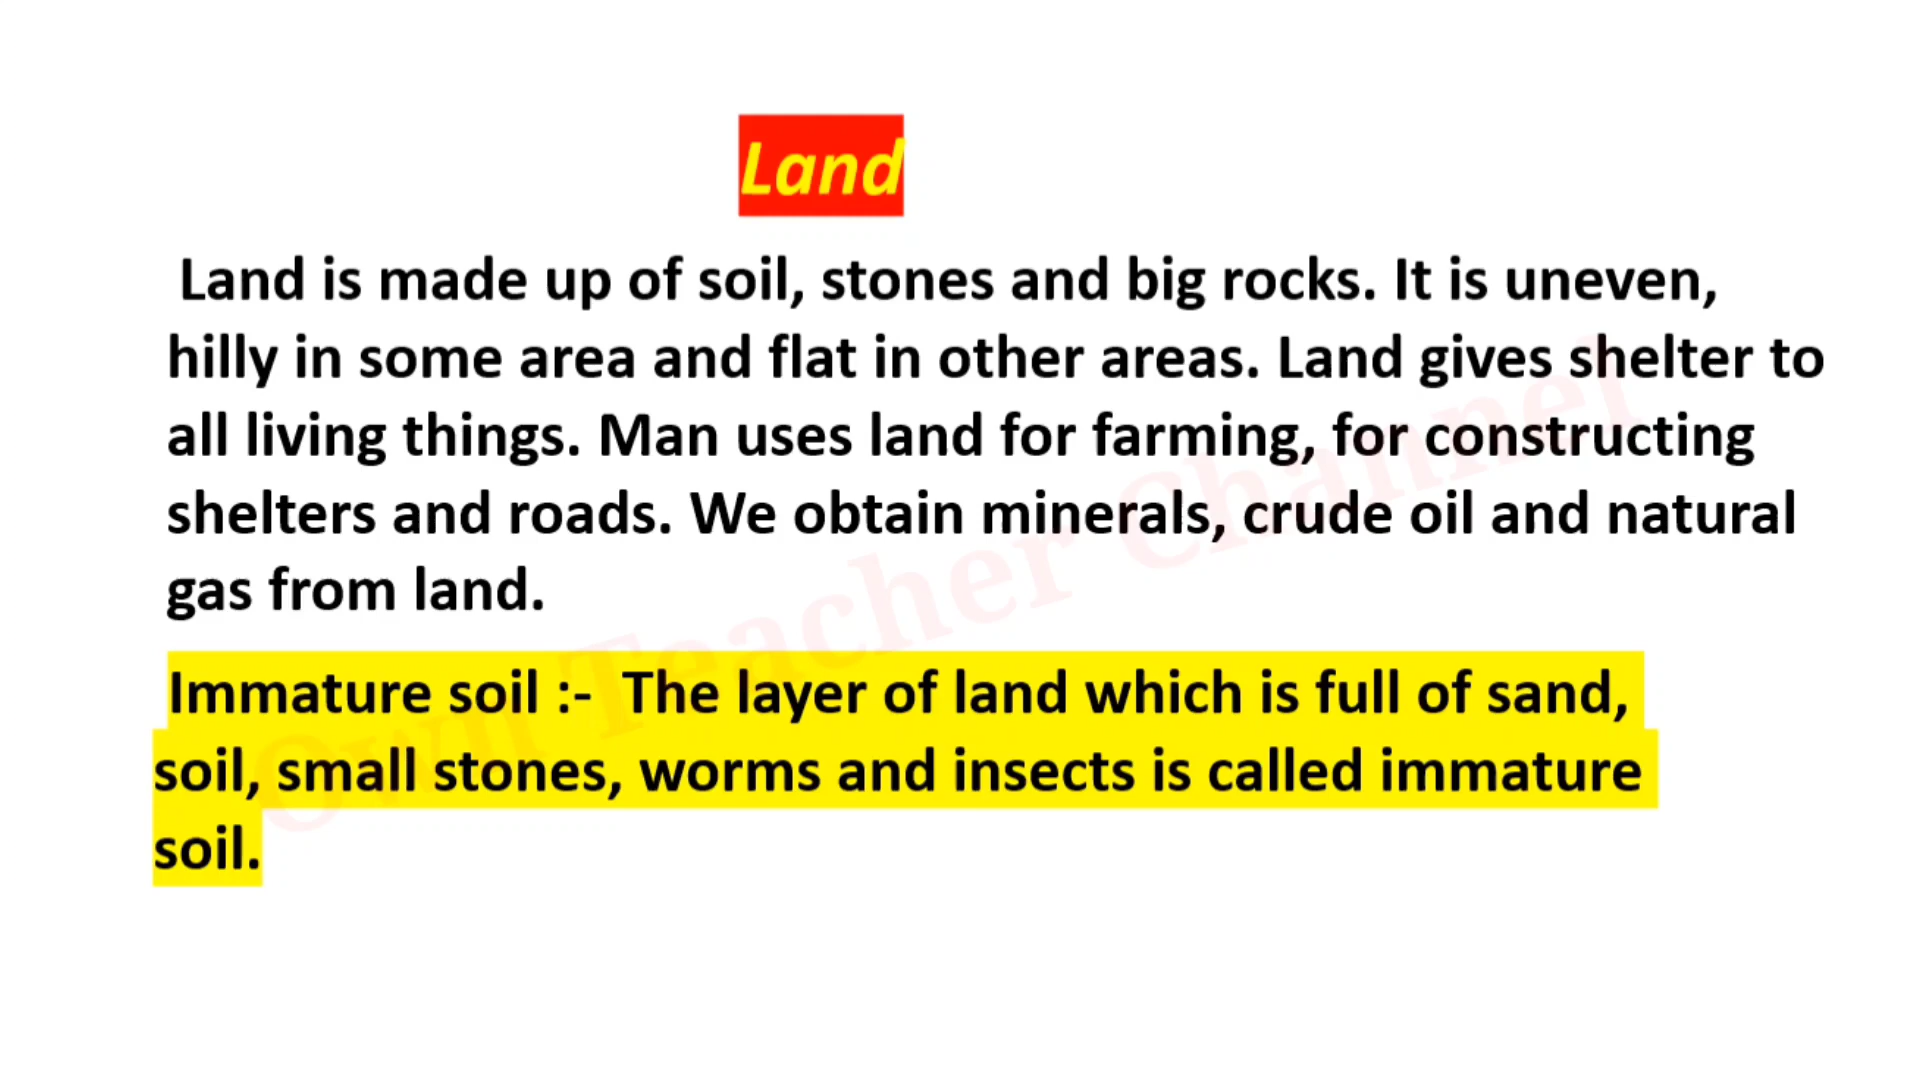 Land
Land is made up of soil, stones and big rocks. It is uneven,
hilly in some area and flat in other areas. Land gives shelter to
all living things. Man uses land for farming, for constructing
shelters and roads. We obtain minerals, crude oil and natural
gas from land.
Immature soil :-  The layer of land which is full of sand,
soil, small stones, worms and insects is called immature
soil.
Own Teacher Channel